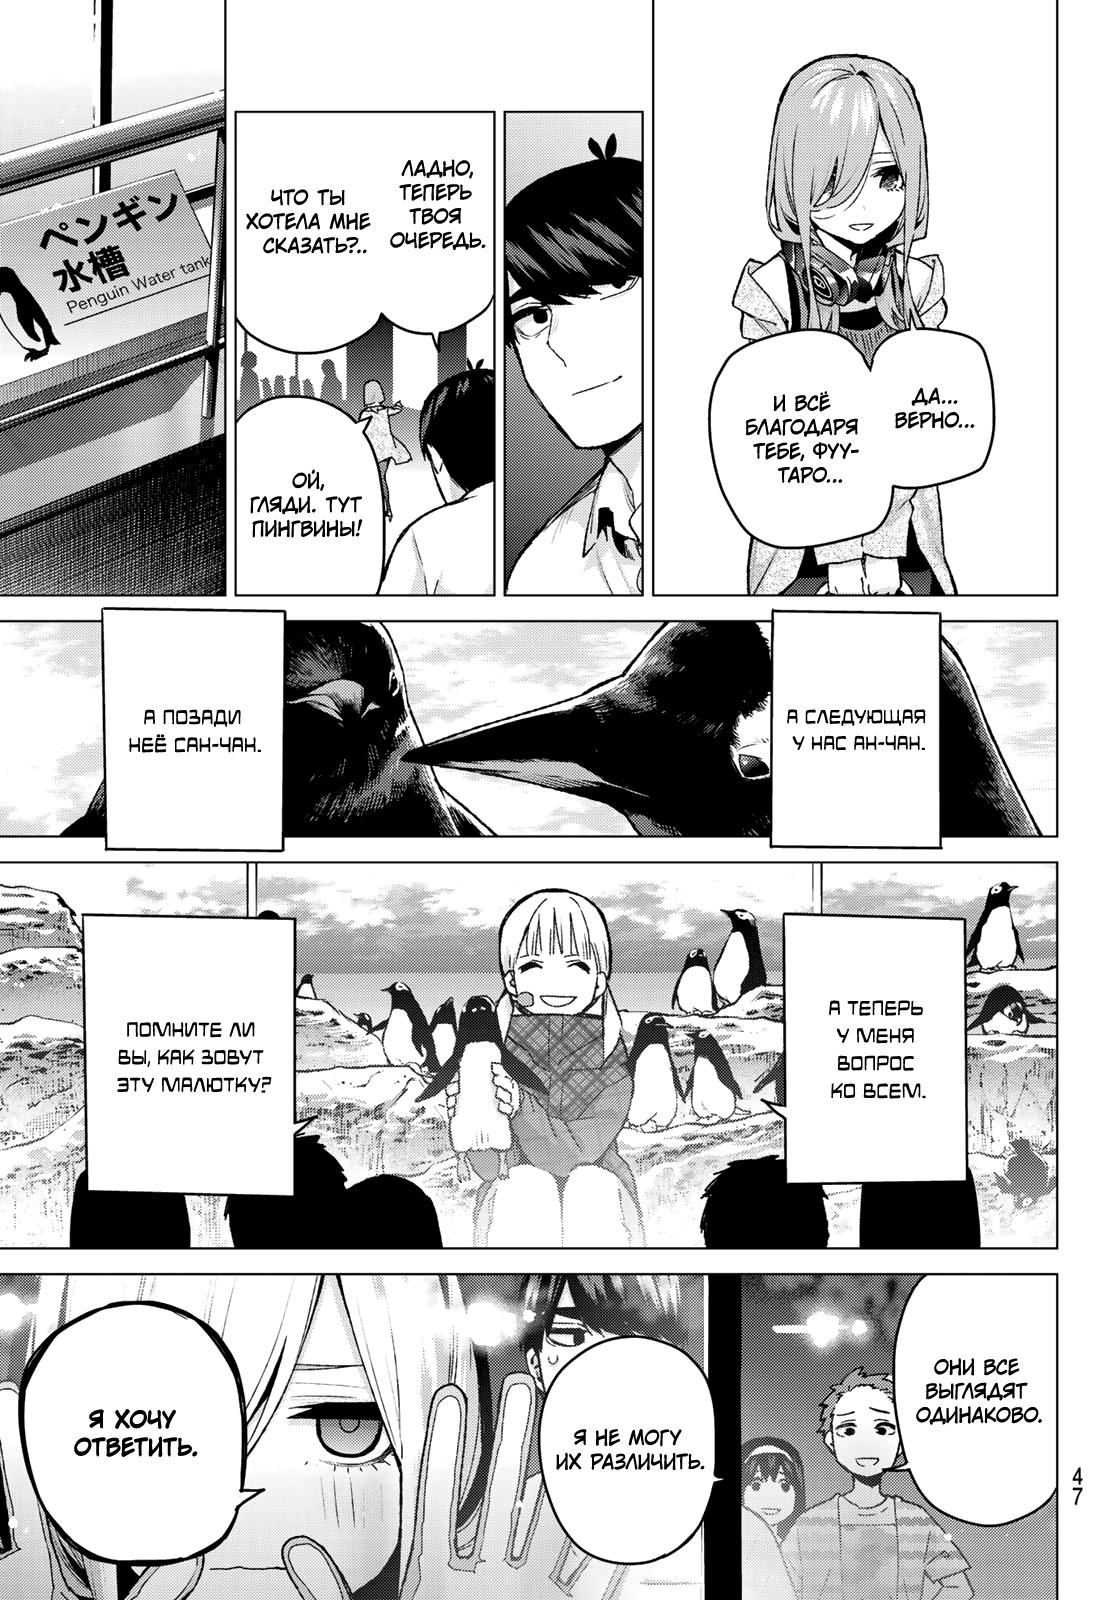 ДА...
ВЕРНО...
И ВСЁ
БЛАГОДАРЯ
ТЕБЕ, ФУУ-
ТАРО...
ЛАДНО,
ТЕПЕРЬ
ТВОЯ
ОЧЕРЕДЬ.
ЧТО ТЫ
ХОТЕЛА МНЕ
СКАЗАТЬ?..
ОЙ,
ГЛЯДИ. ТУТ
ПИНГВИНЫ!
ペンギン
水槽
Penguin Water tank
А СЛЕДУЮЩАЯ
У НАС АН-ЧАН.
А ПОЗАДИ
НЕЁ САН-ЧАН.
А ТЕПЕРЬ
У МЕНЯ
ВОПРОС
КО ВСЕМ.
ПОМНИТЕ ЛИ
ВЫ, КАК ЗОВУТ
ЭТУ МАЛЮТКУ?
ОНИ ВСЕ
ВЫГЛЯДЯТ
ОДИНАКОВО.
Я НЕ МОГУ
ИХ РАЗЛИЧИТЬ.
Я ХОЧУ
ОТВЕТИТЬ.
47